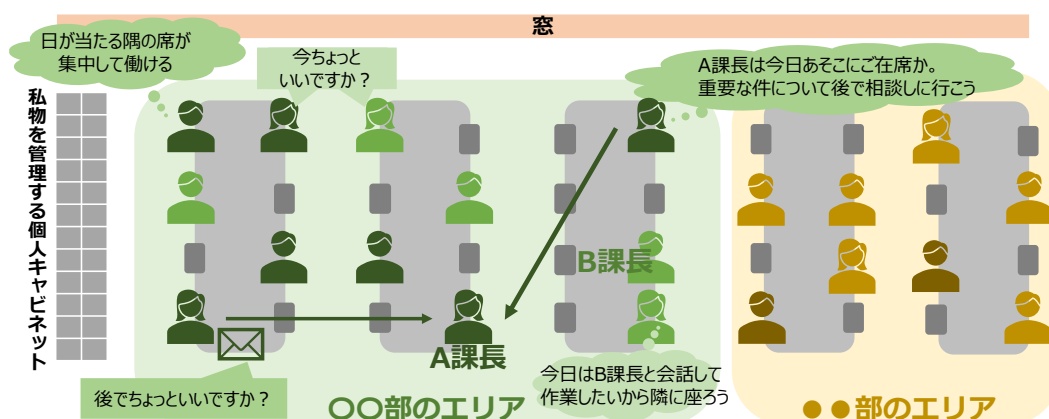 窓
日が当たる隅の席が
集中して働ける
今ちょっと
いいですか？
A課長は今日あそこにご在席か。
重要な件について後で相談しに行こう
私物を管理する個人キャビネット
B課長
A課長
後でちょっといいですか？
今日はB課長と会話して
作業したいから隣に座ろう
〇〇部のエリア
●●部のエリア